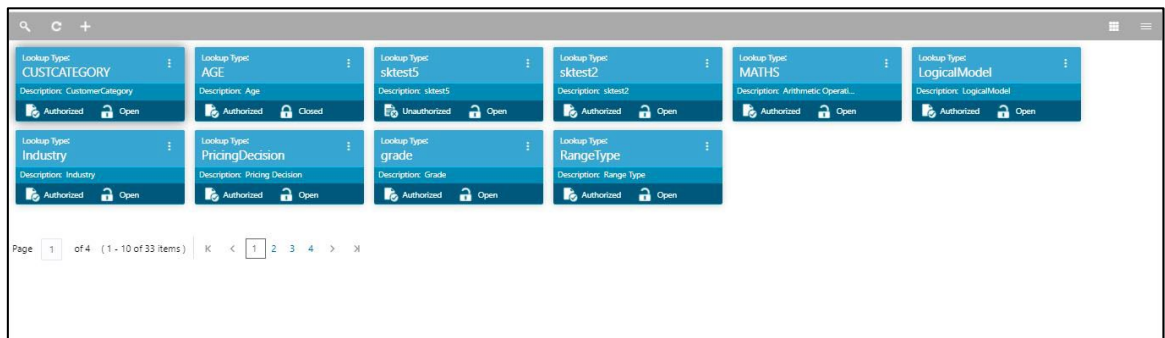 Lookup Type: Lookup Type: Lookup Type: Lookup Type: Lookup Type: Lookup Type:
CUSTCATEGORY AGE sktest5 sktest2 MATHS LogicalModel
Description: CustomerCategory Description: Age Description: sktest5 Description: sktest2 Description: Arithmetic Operati... Description: LogicalModel
Authorized Open Authorized Closed Unauthorized Open Authorized Open Authorized Open Authorized Open
Lookup Type: Lookup Type: Lookup Type: Lookup Type:
Industry PricingDecision grade RangeType
Description: Industry Description: Pricing Decision Description: Grade Description: Range Type
Authorized Open Authorized Open Authorized Open Authorized Open
Page 1 of 4 ( 1 - 10 of 33 items ) 1 2 3 4